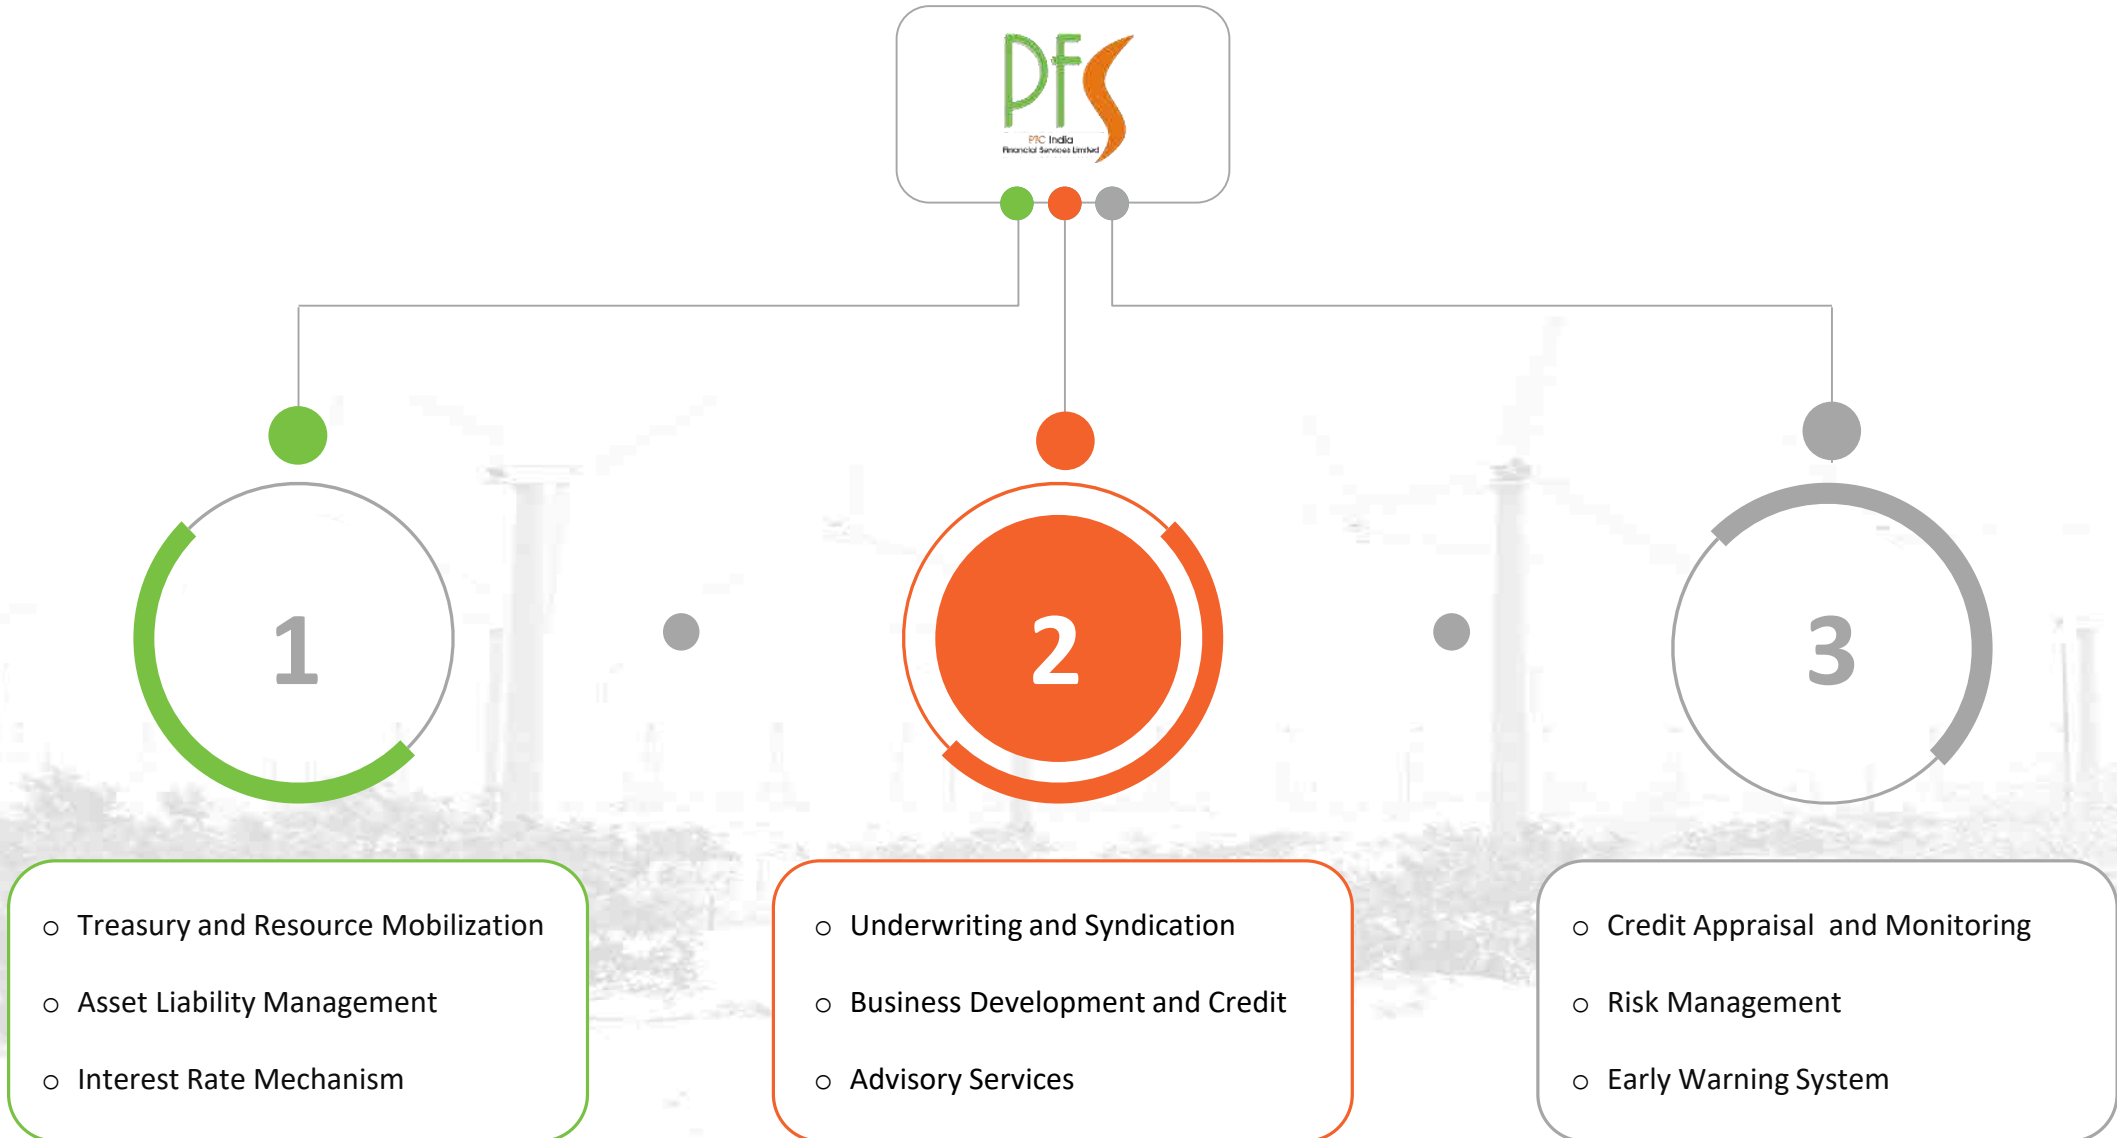 PFS
PTC India
Financial Services Limited
1
2
3
Treasury and Resource Mobilization
Asset Liability Management
Interest Rate Mechanism
Underwriting and Syndication
Business Development and Credit
Advisory Services
Credit Appraisal and Monitoring
Risk Management
Early Warning System